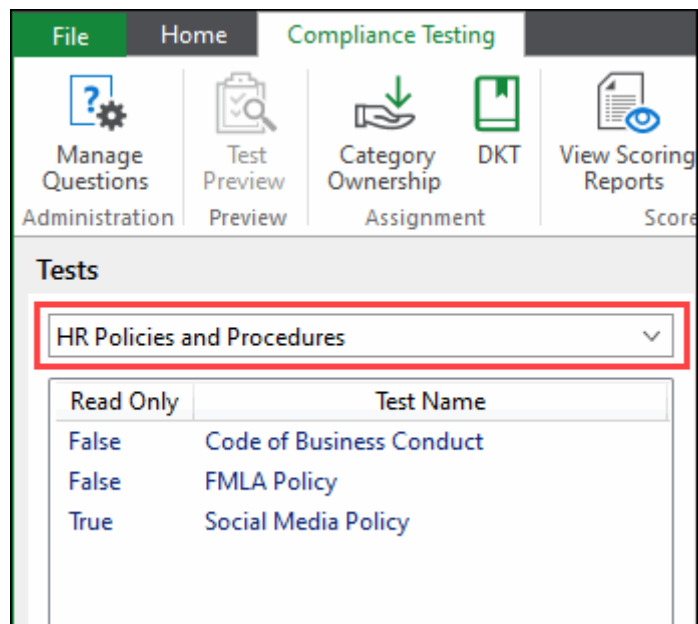 File Home Compliance Testing
Manage Questions
Test Preview
Category Ownership
DKT
View Scoring Reports
Administration Preview Assignment Score
Tests
HR Policies and Procedures
Read Only Test Name
False Code of Business Conduct
False FMLA Policy
True Social Media Policy